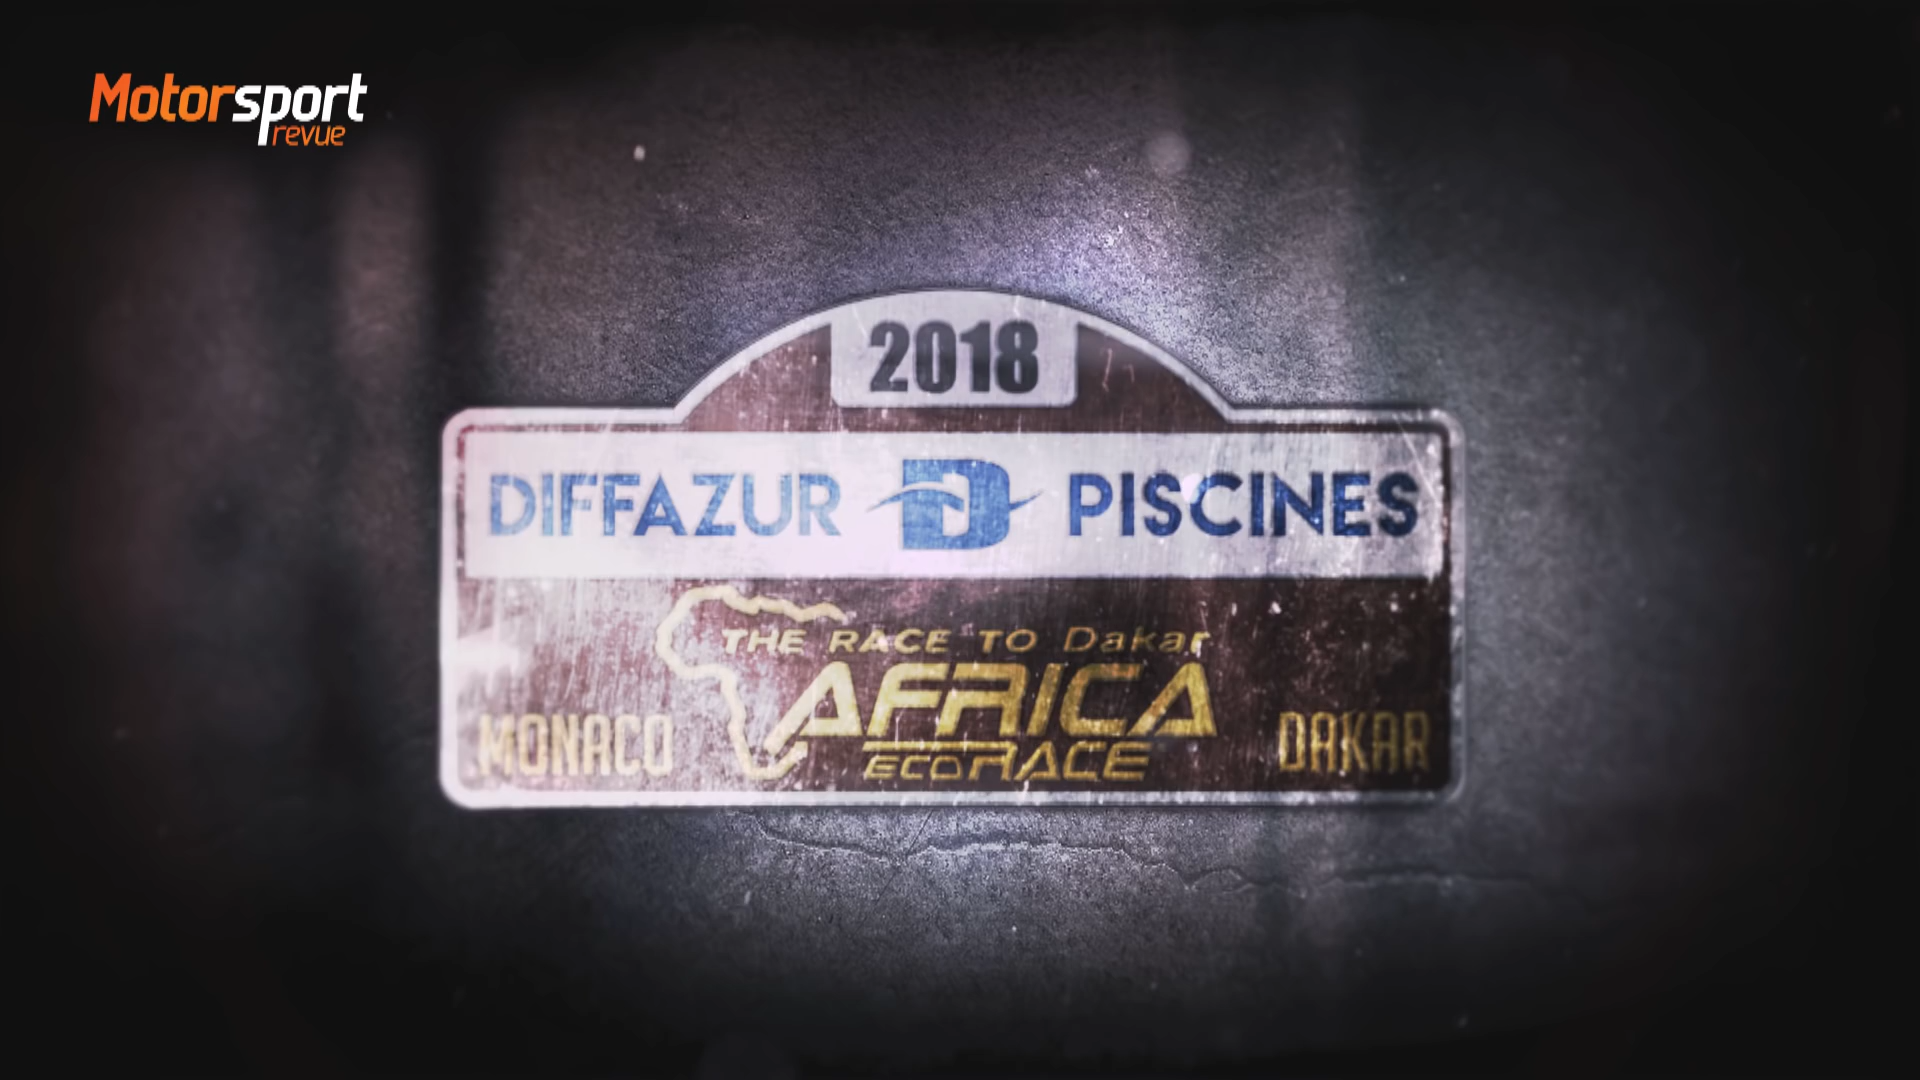 Motorsport
revue
2018
DIFFAZUR D PISCINES
THE RACE TO Dakar
AFRICA
ECORACE
MONACO
DAKAR